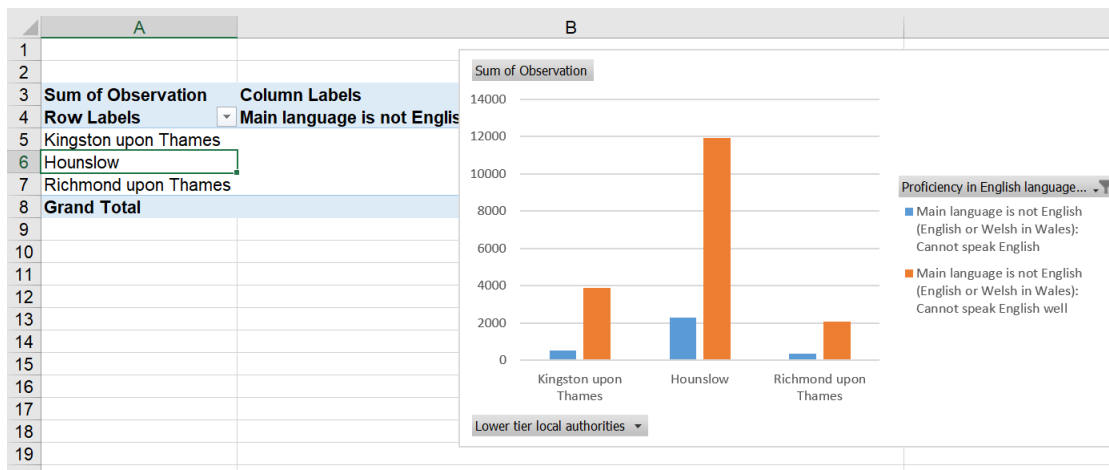 A B
1
2
3 Sum of Observation Column Labels
4 Row Labels Main language is not Englis
5 Kingston upon Thames
6 Hounslow
7 Richmond upon Thames
8 Grand Total
9
10
11
12
13
14
15
16
17
18
19
Sum of Observation
14000
12000
10000
8000
6000
4000
2000
0
Kingston upon
Thames
Hounslow
Richmond upon
Thames
Lower tier local authorities
Proficiency in English language...
Main language is not English
(English or Welsh in Wales):
Cannot speak English
Main language is not English
(English or Welsh in Wales):
Cannot speak English well